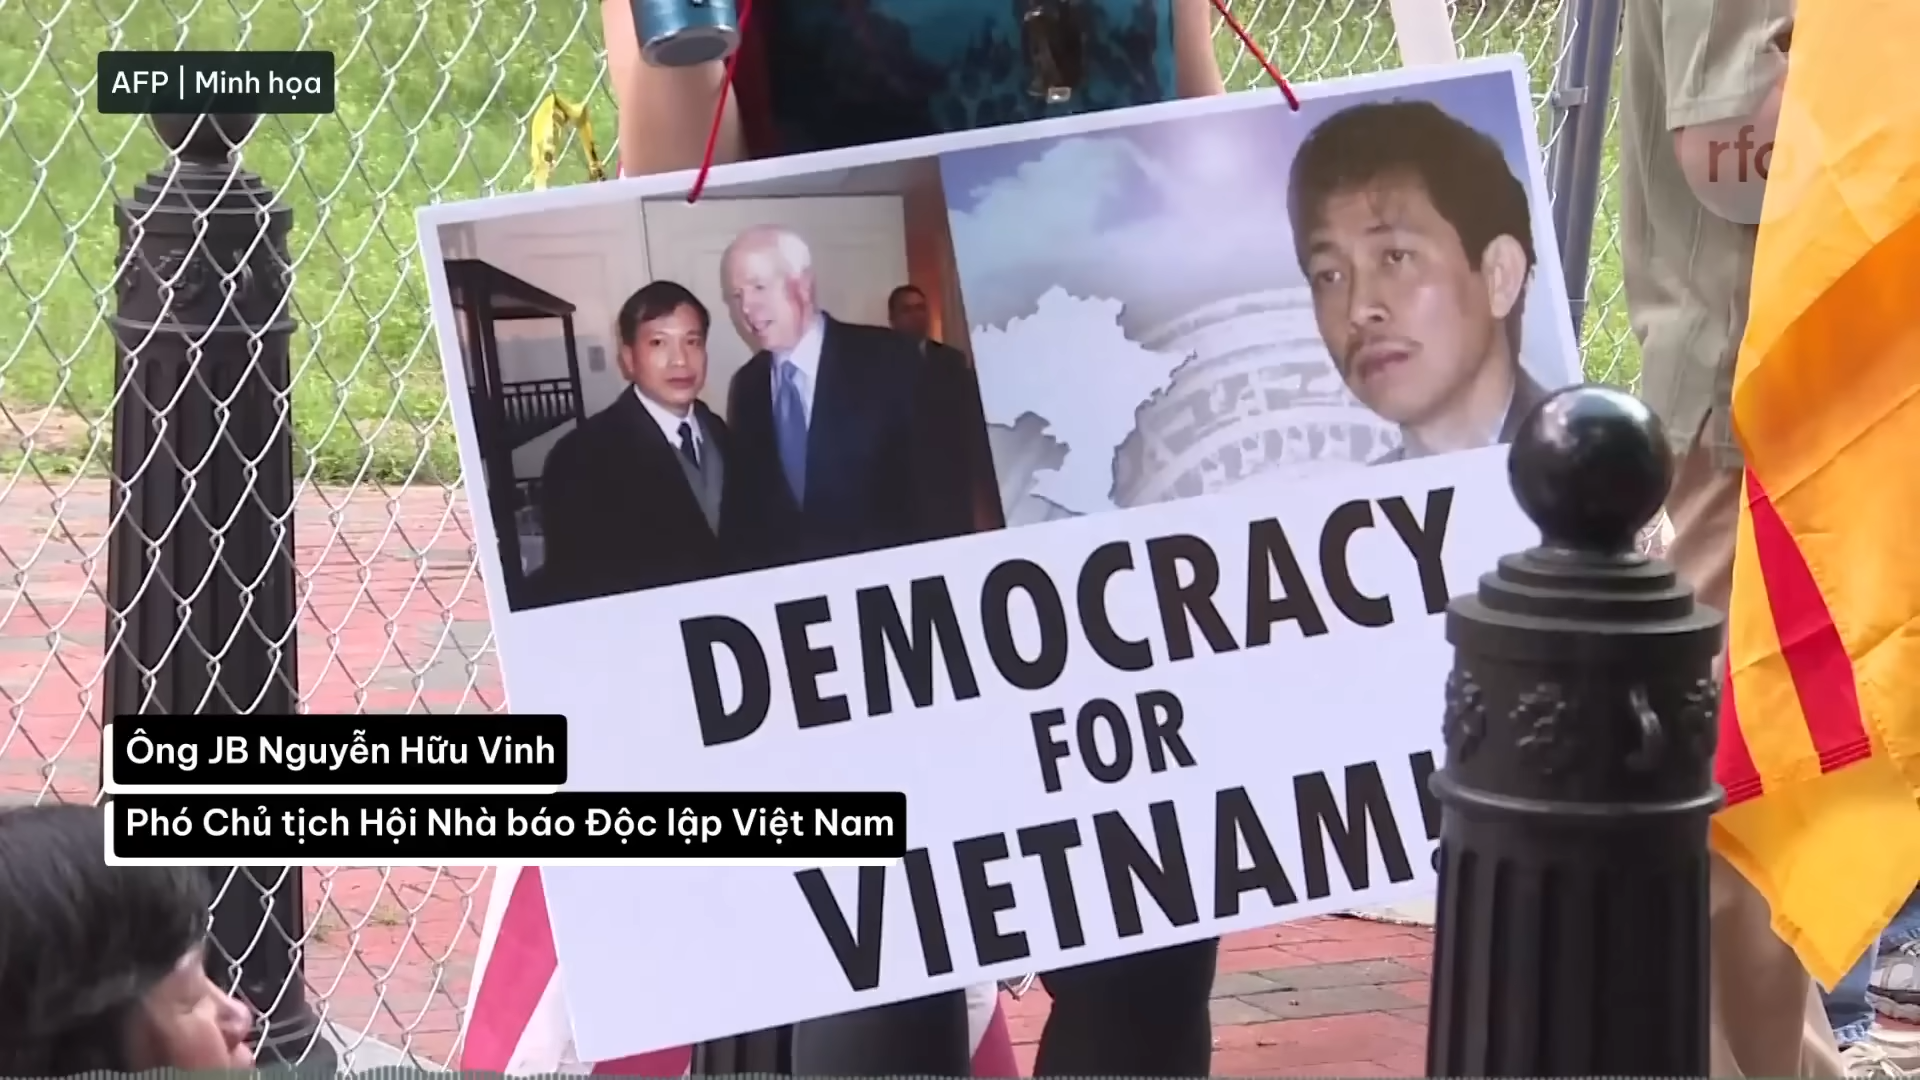 AFP | Minh họa
rfa
DEMOCRACY
FOR
VIETNAM!
Ông JB Nguyễn Hữu Vinh
Phó Chủ tịch Hội Nhà báo Độc lập Việt Nam